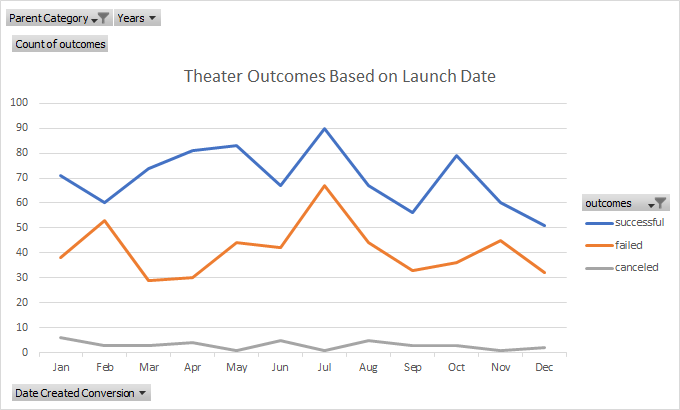 Parent Category Years
Count of outcomes
Theater Outcomes Based on Launch Date
100
90
80
70
60
50
40
30
20
10
0
Jan Feb Mar Apr May Jun Jul Aug Sep Oct Nov Dec
outcomes
successful
failed
canceled
Date Created Conversion